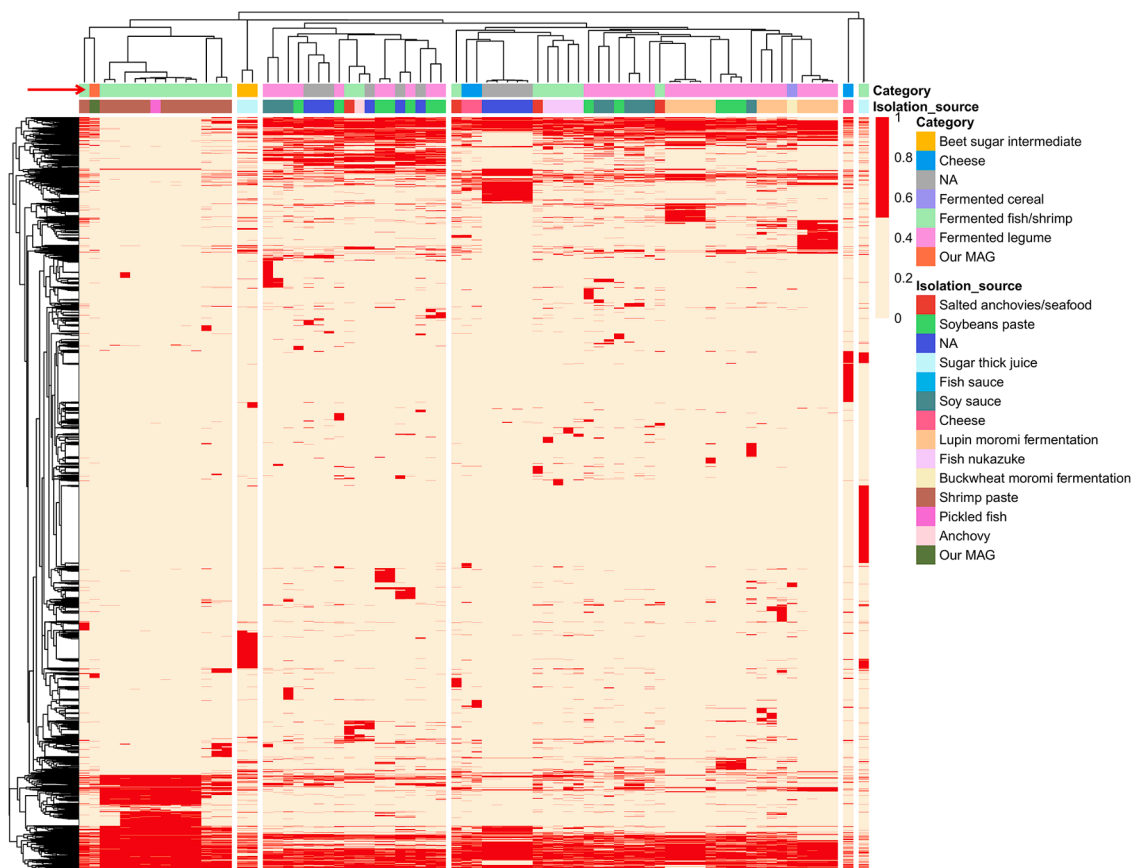 Category
Isolation_source
1
0.8
0.6
0.4
0.2
0
Category
Beet sugar intermediate
Cheese
NA
Fermented cereal
Fermented fish/shrimp
Fermented legume
Our MAG
Isolation_source
Salted anchovies/seafood
Soybeans paste
NA
Sugar thick juice
Fish sauce
Soy sauce
Cheese
Lupin moromi fermentation
Fish nukazuke
Buckwheat moromi fermentation
Shrimp paste
Pickled fish
Anchovy
Our MAG